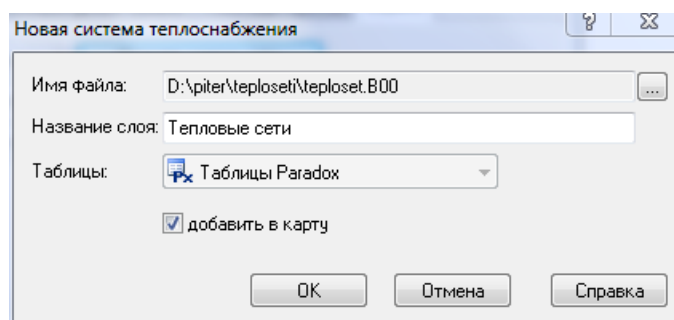 Новая система теплоснабжения
Имя файла: D:\piter\teploseti\teploset.B00 ...
Название слоя: Тепловые сети
Таблицы: Таблицы Paradox
добавить в карту
OK Отмена Справка